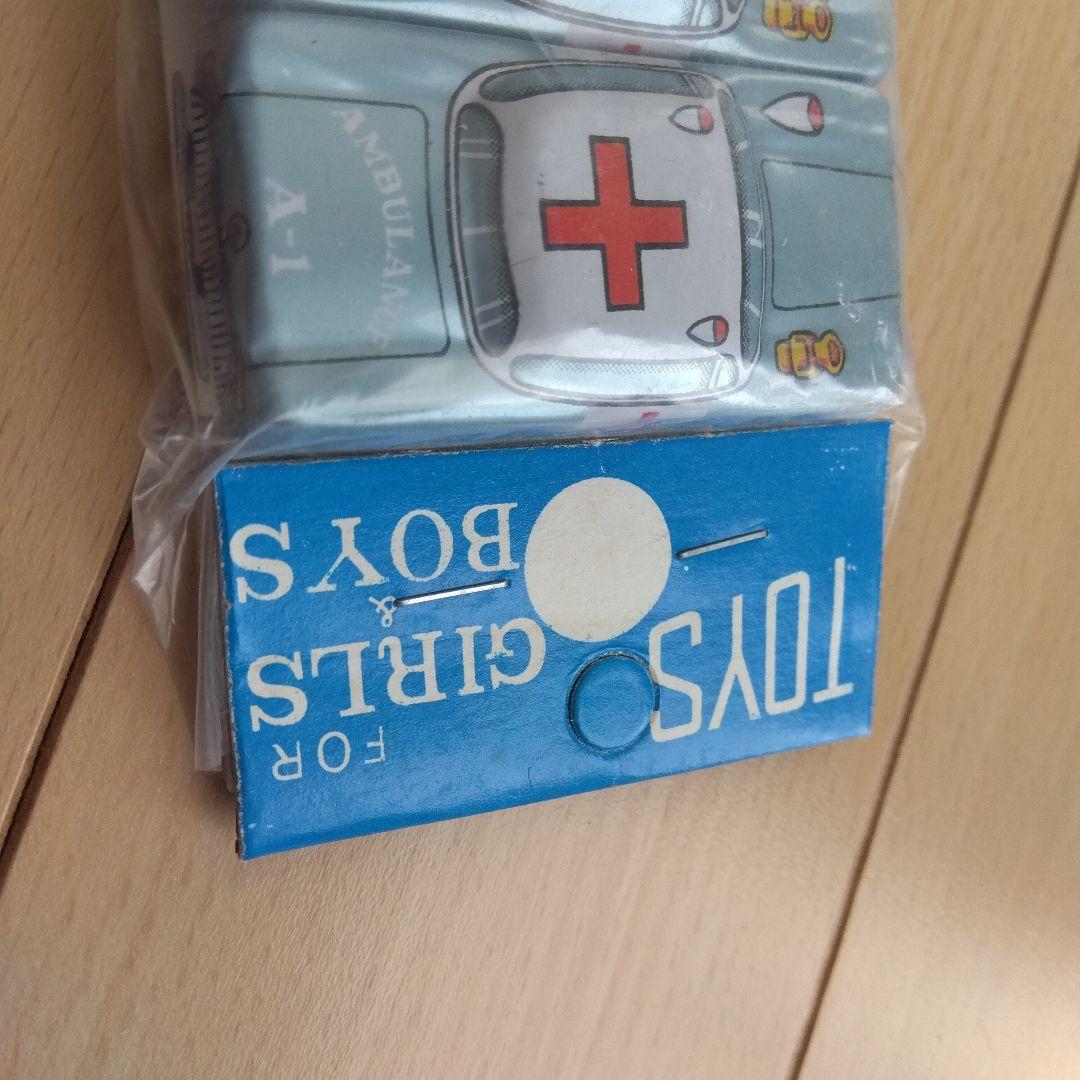 AMBULANCE
A-1
TOYS
FOR
GIRLS
&
BOYS